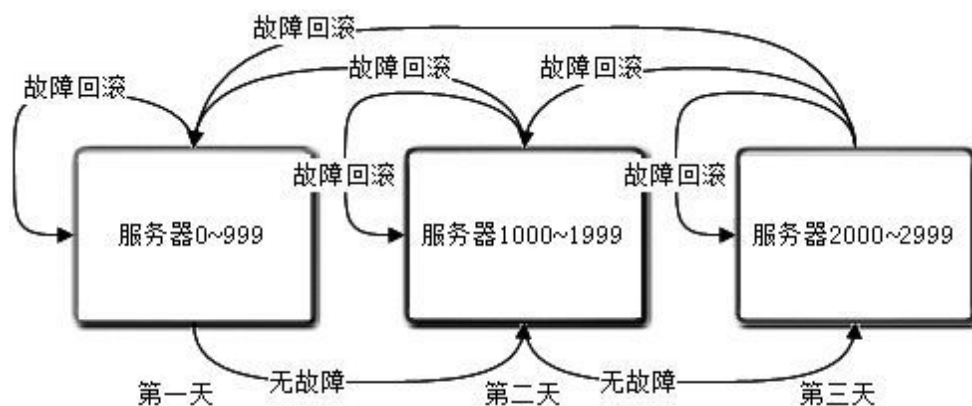 故障回滚
故障回滚
故障回滚
故障回滚
故障回滚
故障回滚
服务器0~999
服务器1000~1999
服务器2000~2999
第一天
无故障
第二天
无故障
第三天